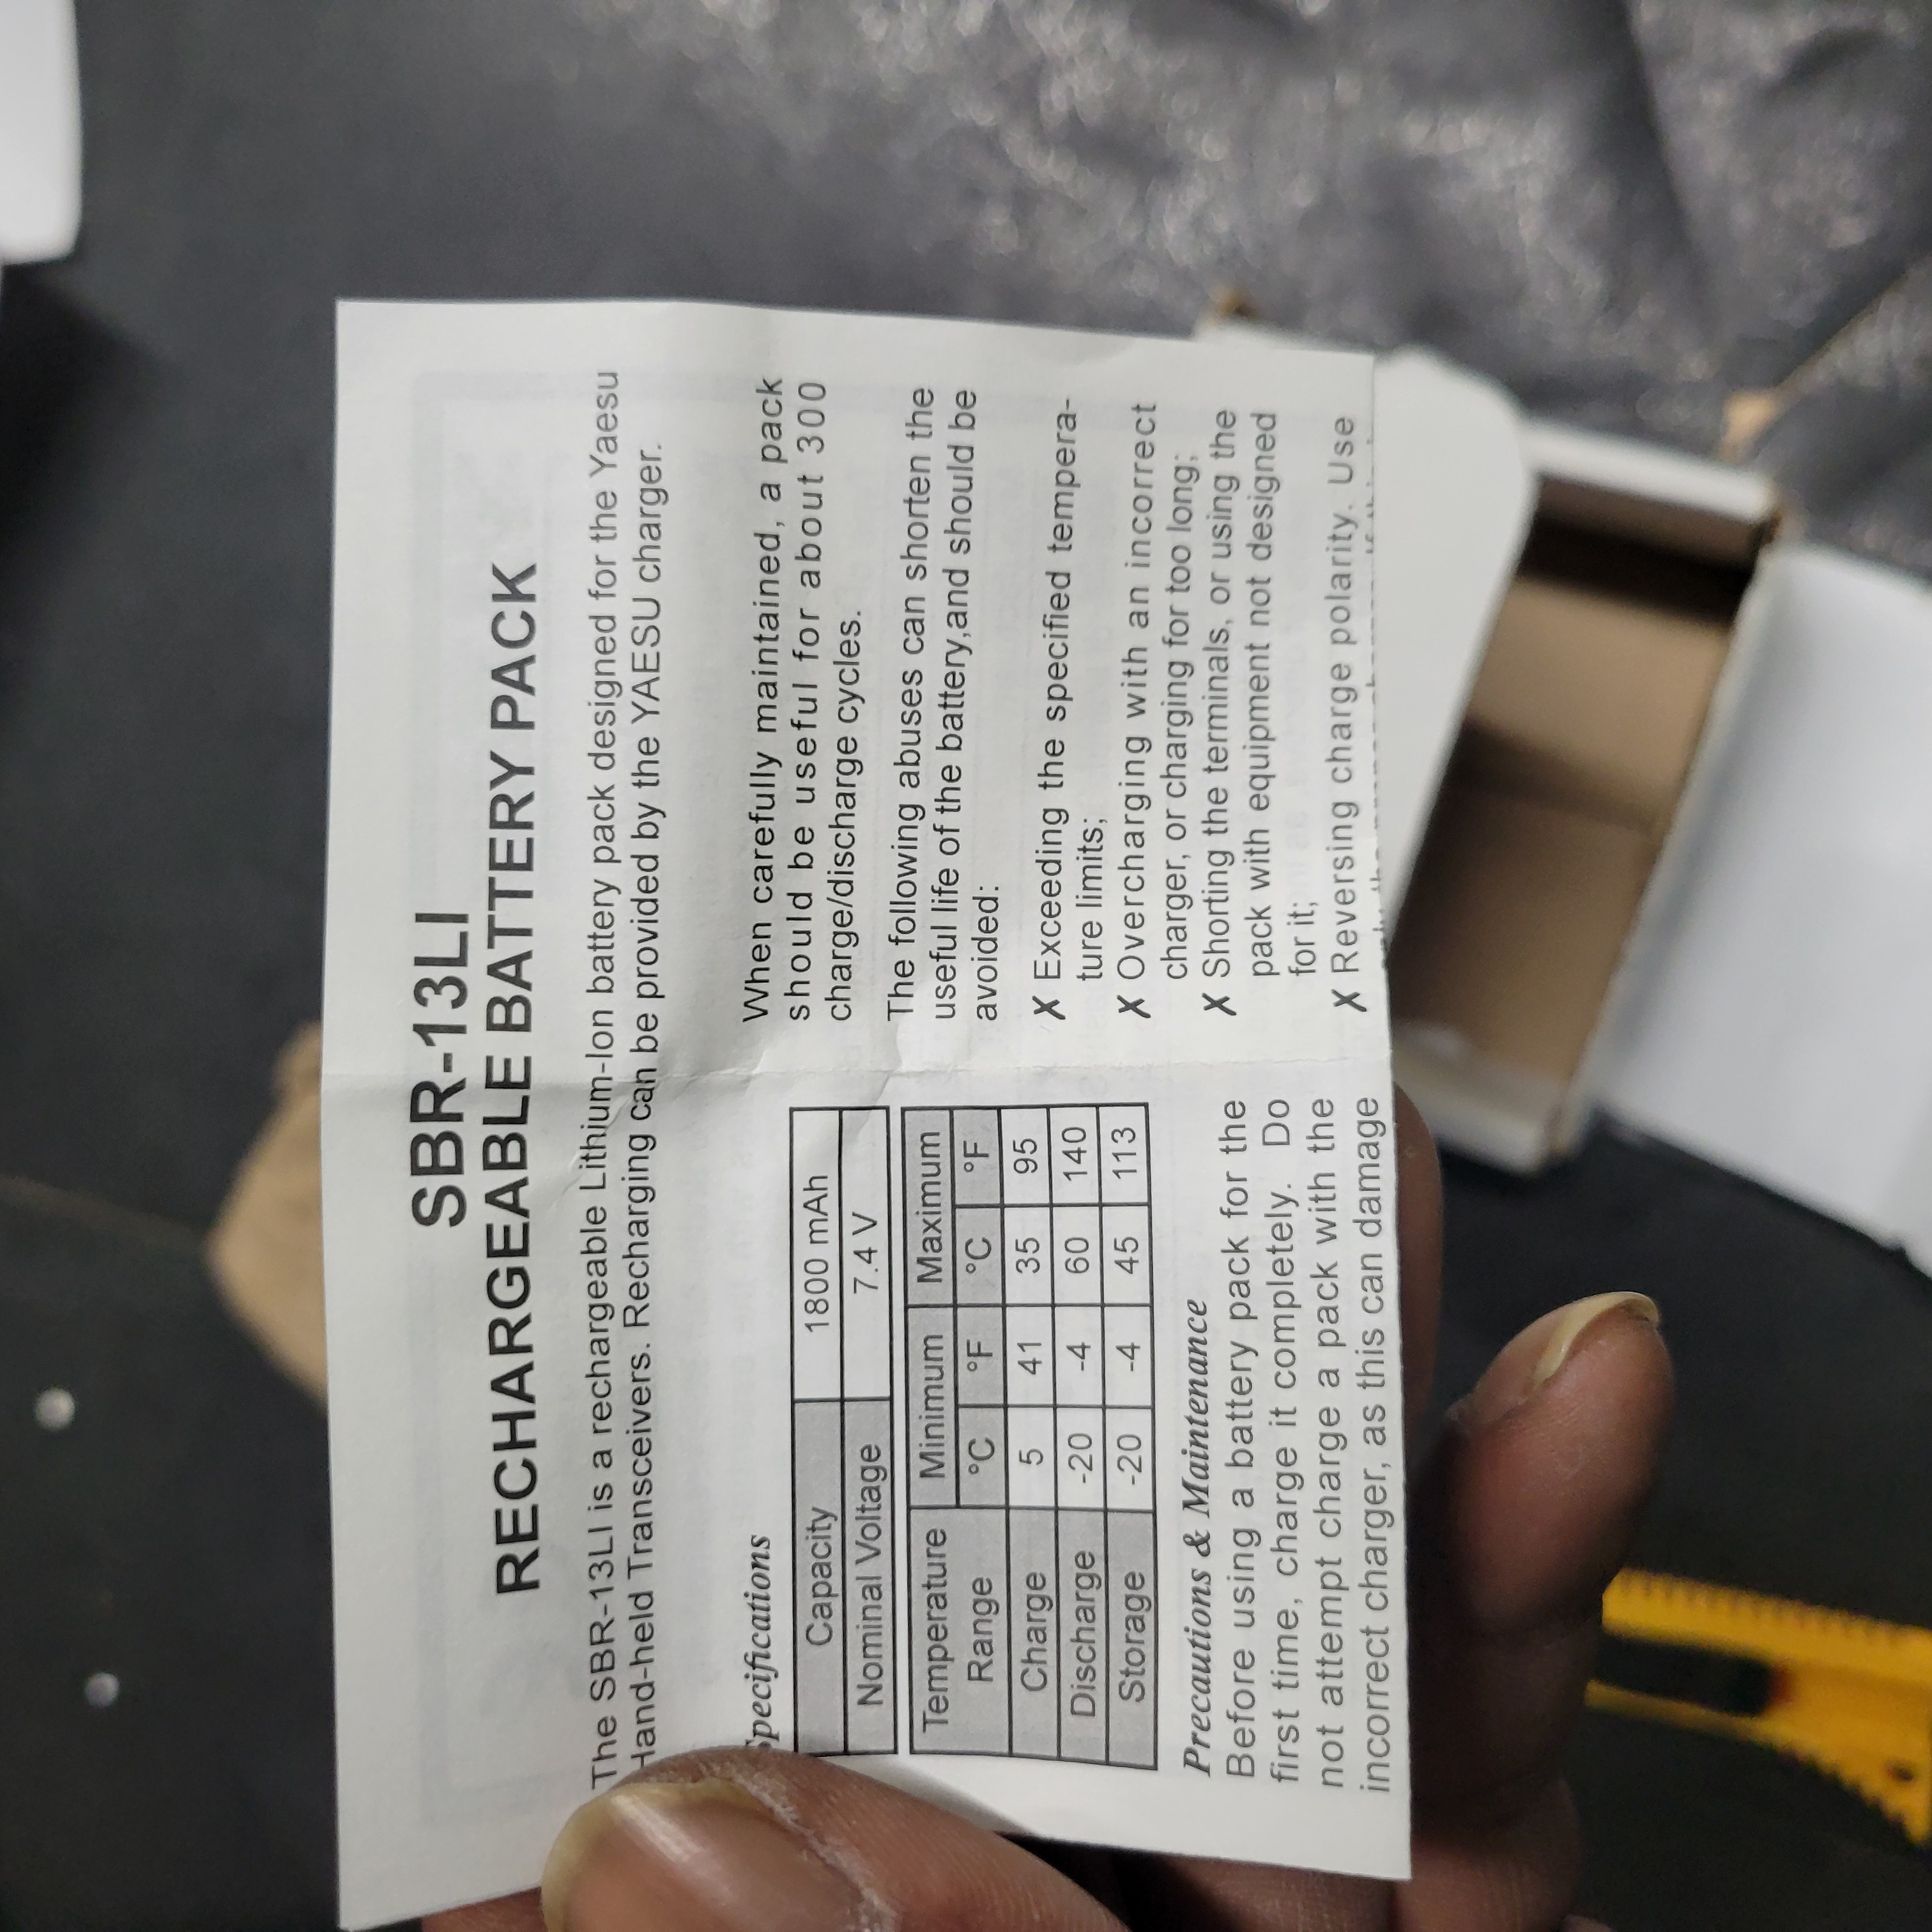 SBR-13LI
RECHARGEABLE BATTERY PACK
The SBR-13LI is a rechargeable Lithium-Ion battery pack designed for the Yaesu
Hand-held Transceivers. Recharging can be provided by the YAESU charger.
Specifications
Capacity 1800 mAh
Nominal Voltage 7.4 V
Temperature Minimum Maximum
Range °C °F °C °F
Charge 5 41 35 95
Discharge -20 -4 60 140
Storage -20 -4 45 113
Precautions & Maintenance
Before using a battery pack for the
first time, charge it completely. Do
not attempt charge a pack with the
incorrect charger, as this can damage
When carefully maintained, a pack
should be useful for about 300
charge/discharge cycles.
The following abuses can shorten the
useful life of the battery,and should be
avoided:
✗ Exceeding the specified tempera-
ture limits;
✗ Overcharging with an incorrect
charger, or charging for too long;
✗ Shorting the terminals, or using the
pack with equipment not designed
for it;
✗ Reversing charge polarity. Use